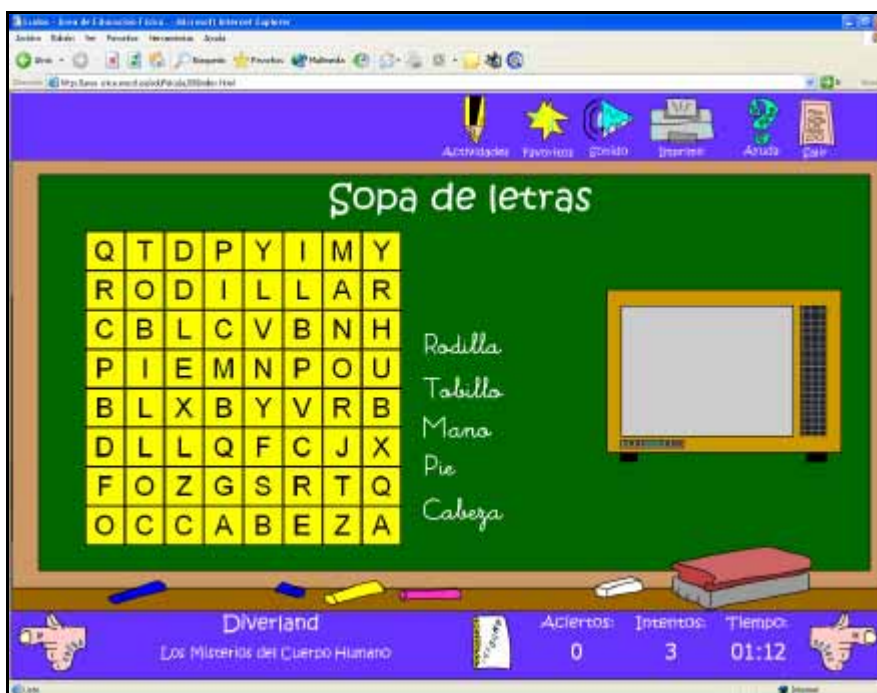 Actividades Favoritos Sonido Imprimir Ayuda Salir
Sopa de letras
Q T D P Y I M Y
R O D I L L A R
C B L C V B N H
P I E M N P O U
B L X B Y V R B
D L L Q F C J X
F O Z G S R T Q
O C C A B E Z A
Rodilla
Tobillo
Mano
Pie
Cabeza
Diverland
Los Misterios del Cuerpo Humano
Aciertos: Intentos: Tiempo:
0 3 01:12